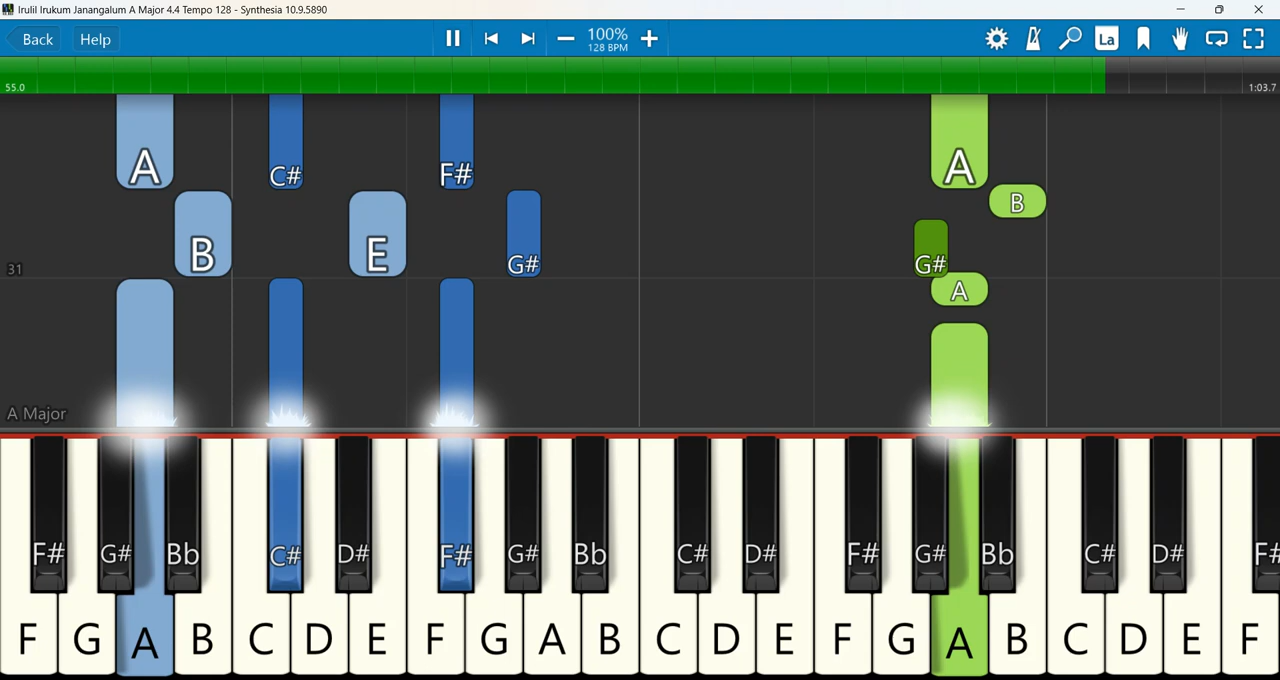 Irulil Irukum Janangalum A Major 4.4 Tempo 128 - Synthesia 10.9.5890
Back Help 100% La
128 BPM
55.0 1:03.7
A C# F# A
B E G# B
31 G#
A
A Major
F# G# Bb C# D# F# G# Bb C# D# F# G# Bb C# D# F#
F G A B C D E F G A B C D E F G A B C D E F